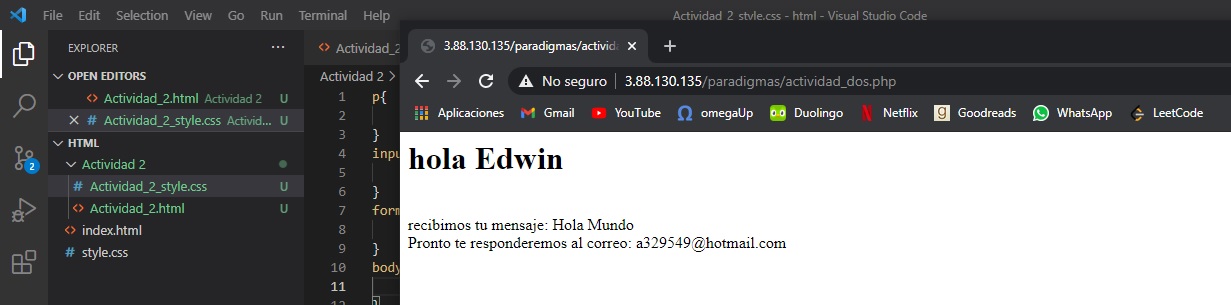 File Edit Selection View Go Run Terminal Help
Actividad 2 style.css - html - Visual Studio Code
EXPLORER
OPEN EDITORS
Actividad_2.html Actividad 2 U
Actividad_2_style.css Activid... U
HTML
Actividad 2
Actividad_2_style.css U
Actividad_2.html U
index.html
style.css
2
Actividad_2
Actividad 2 >
1 p{
2
3 }
4 inpu
5
6 }
7 form
8
9 }
10 body
11
3.88.130.135/paradigmas/activid
No seguro 3.88.130.135/paradigmas/actividad_dos.php
Aplicaciones Gmail YouTube omegaUp Duolingo Netflix Goodreads WhatsApp LeetCode
hola Edwin
recibimos tu mensaje: Hola Mundo
Pronto te responderemos al correo: a329549@hotmail.com